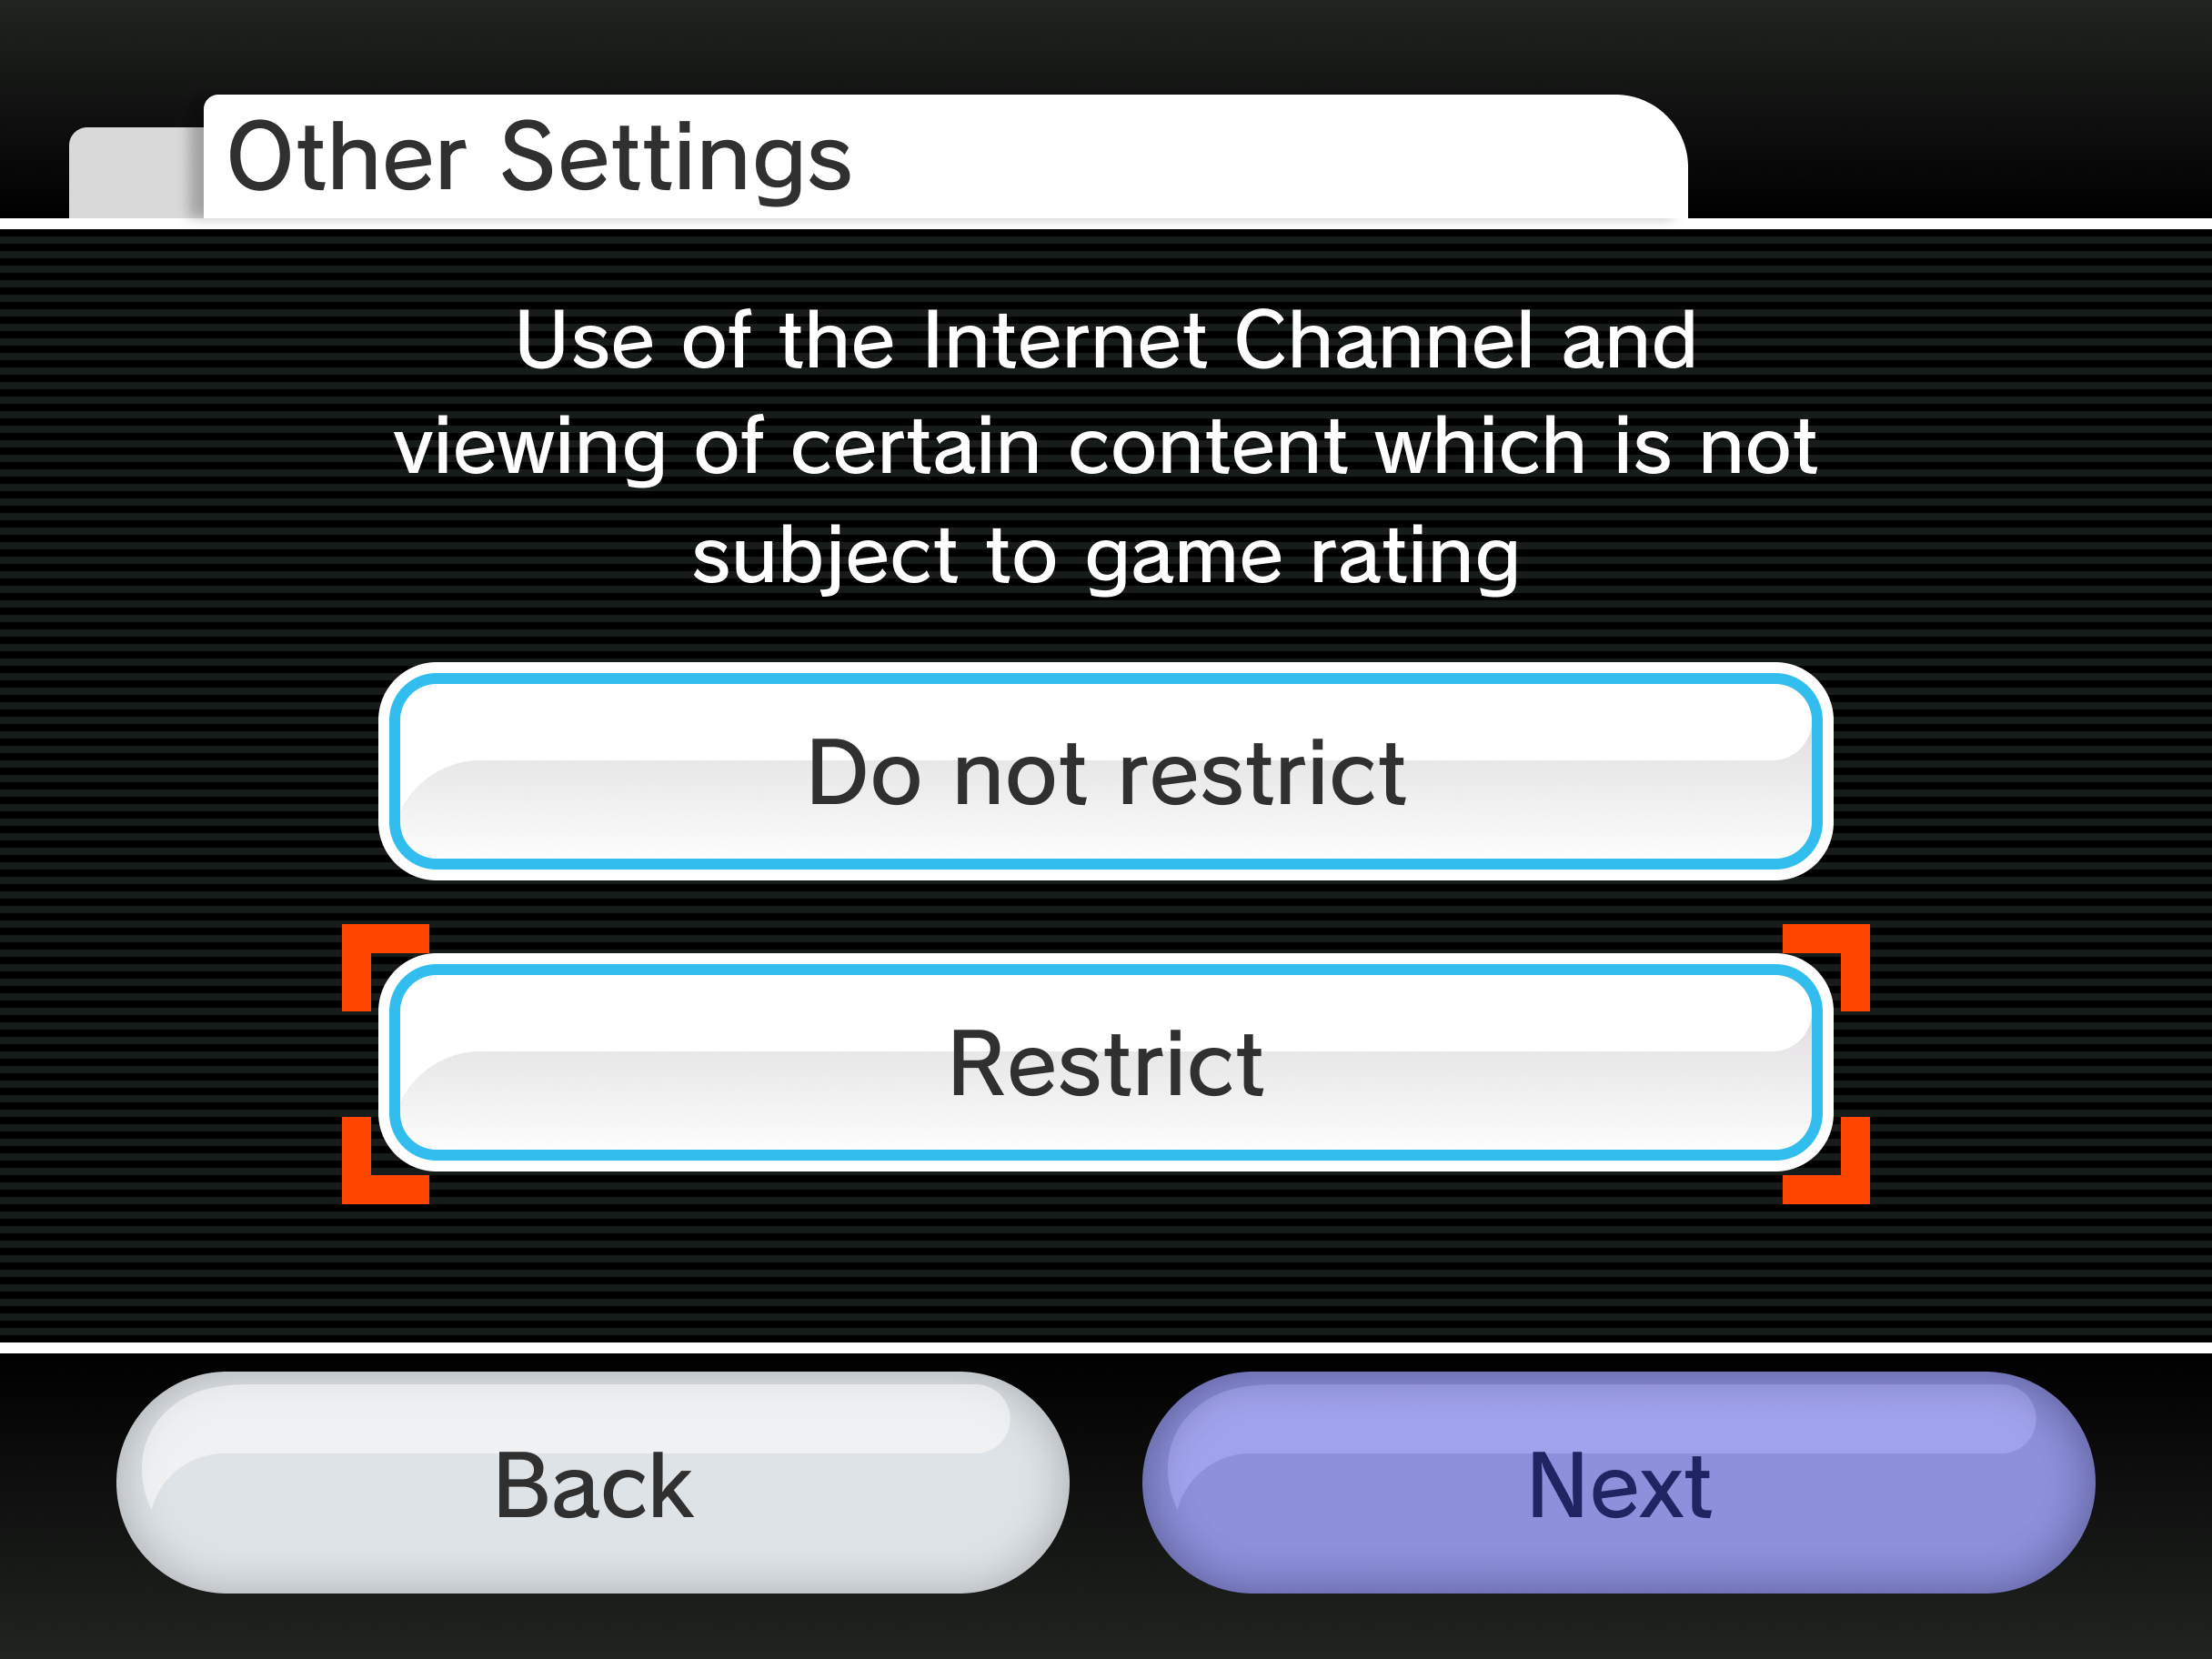 Other Settings
Use of the Internet Channel and
viewing of certain content which is not
subject to game rating
Do not restrict
Restrict
Back
Next